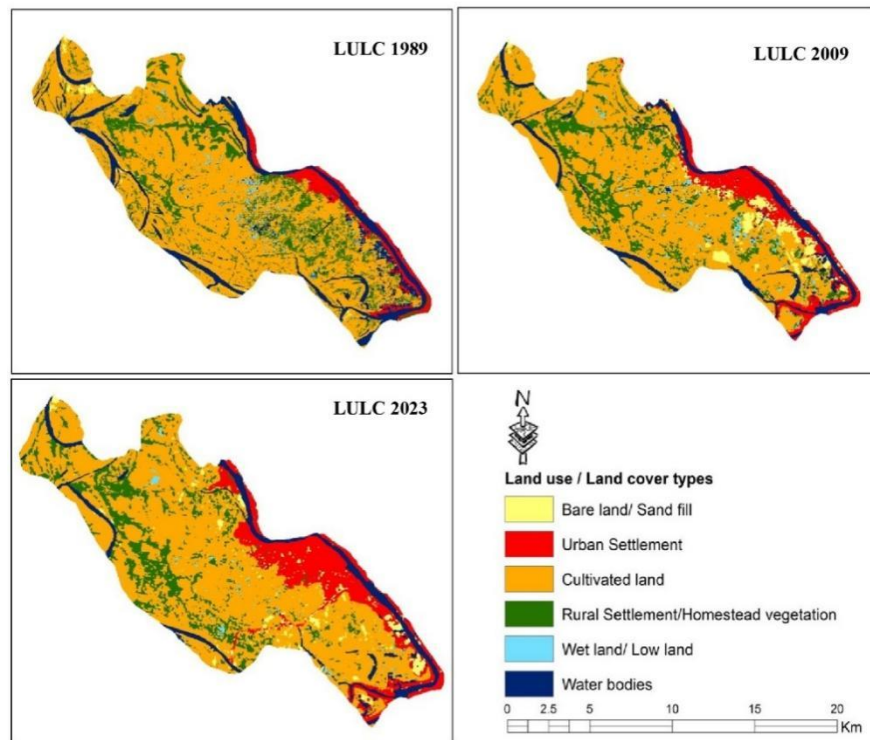 LULC 1989
LULC 2009
LULC 2023
N
Land use / Land cover types
Bare land/ Sand fill
Urban Settlement
Cultivated land
Rural Settlement/Homestead vegetation
Wet land/ Low land
Water bodies
0 2.5 5 10 15 20
Km